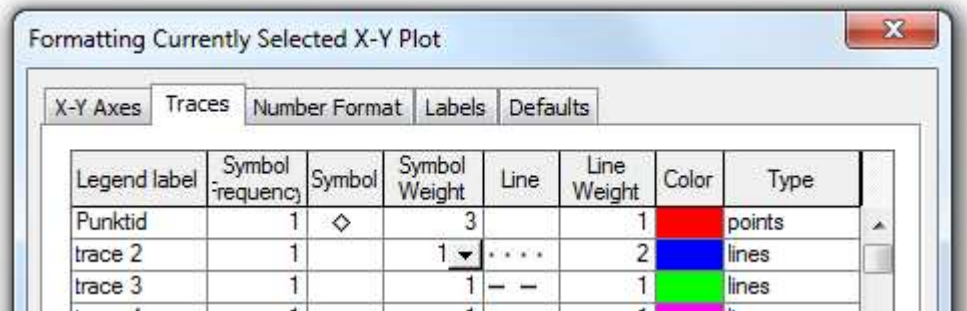 Formatting Currently Selected X-Y Plot
X-Y Axes Traces Number Format Labels Defaults
Legend label Symbol Frequency Symbol Symbol Weight Line Line Weight Color Type
Punktid 1 3 1 points
trace 2 1 1 2 lines
trace 3 1 1 1 lines